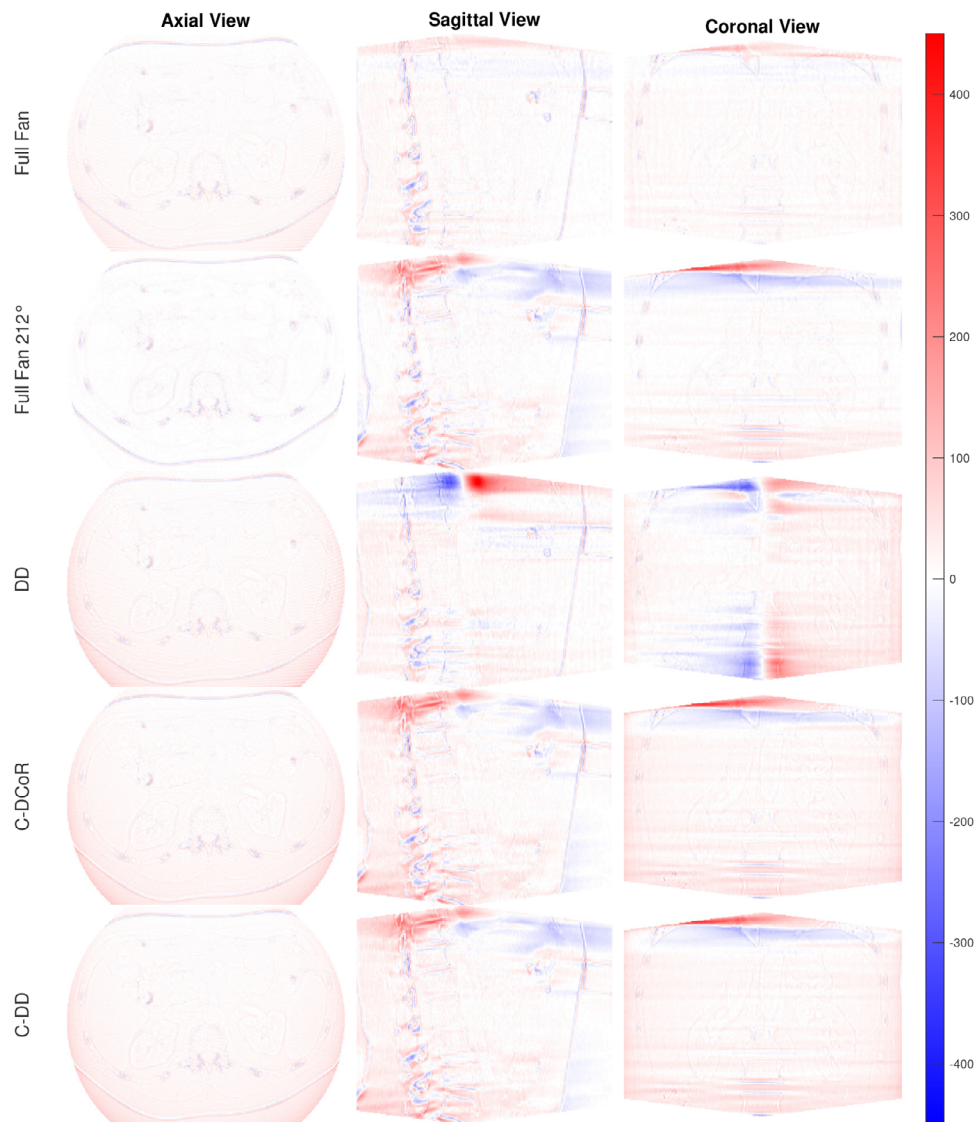 Axial View
Sagittal View
Coronal View
Full Fan
Full Fan 212°
DD
C-DCoR
C-DD
400
300
200
100
0
-100
-200
-300
-400